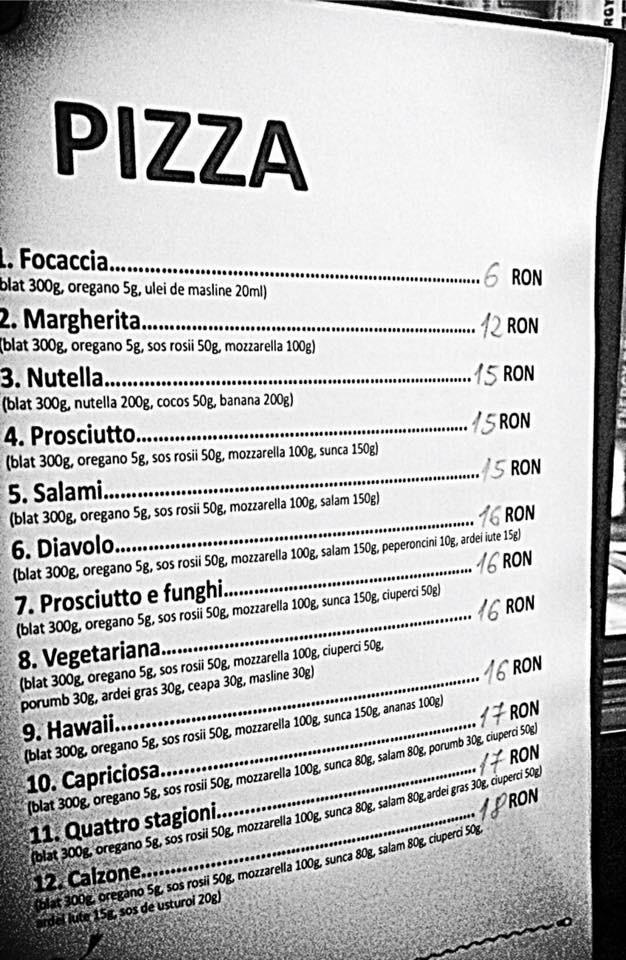 PIZZA
1. Focaccia........................6 RON
(blat 300g, oregano 5g, ulei de masline 20ml)
2. Margherita........................12 RON
(blat 300g, oregano 5g, sos rosii 50g, mozzarella 100g)
3. Nutella........................15 RON
(blat 300g, nutella 200g, cocos 50g, banana 200g)
4. Prosciutto........................15 RON
(blat 300g, oregano 5g, sos rosii 50g, mozzarella 100g, sunca 150g)
5. Salami........................15 RON
(blat 300g, oregano 5g, sos rosii 50g, mozzarella 100g, salam 150g)
6. Diavolo........................16 RON
(blat 300g, oregano 5g, sos rosii 50g, mozzarella 100g, salam 150g, peperoncini 10g, ardei iute 15g)
7. Prosciutto e funghi........................16 RON
(blat 300g, oregano 5g, sos rosii 50g, mozzarella 100g, sunca 150g, ciuperci 50g)
8. Vegetariana........................16 RON
(blat 300g, oregano 5g, sos rosii 50g, mozzarella 100g, ciuperci 50g,
porumb 30g, ardei gras 30g, ceapa 30g, masline 30g)
9. Hawaii........................16 RON
(blat 300g, oregano 5g, sos rosii 50g, mozzarella 100g, sunca 150g, ananas 100g)
10. Capriciosa........................17 RON
(blat 300g, oregano 5g, sos rosii 50g, mozzarella 100g, sunca 80g, salam 80g, porumb 30g, ciuperci 50g)
11. Quattro stagioni........................17 RON
(blat 300g, oregano 5g, sos rosii 50g, mozzarella 100g, sunca 80g, salam 80g, ardei gras 30g, ciuperci 50g)
12. Calzone........................18 RON
(blat 300g, oregano 5g, sos rosii 50g, mozzarella 100g, sunca 80g, salam 80g, ciuperci 50g,
ardei iute 15g, sos de usturoi 20g)